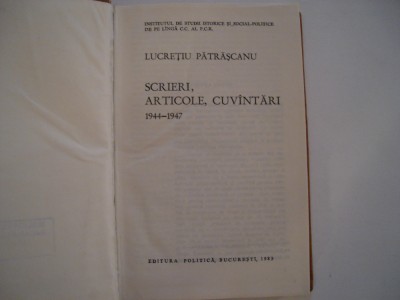 INSTITUTUL DE STUDII ISTORICE ȘI SOCIAL-POLITICE
DE PE LÎNGĂ C.C. AL P.C.R.
LUCREȚIU PĂTRĂȘCANU
SCRIERI,
ARTICOLE, CUVÎNTĂRI
1944–1947
EDITURA POLITICĂ, BUCUREȘTI, 1983